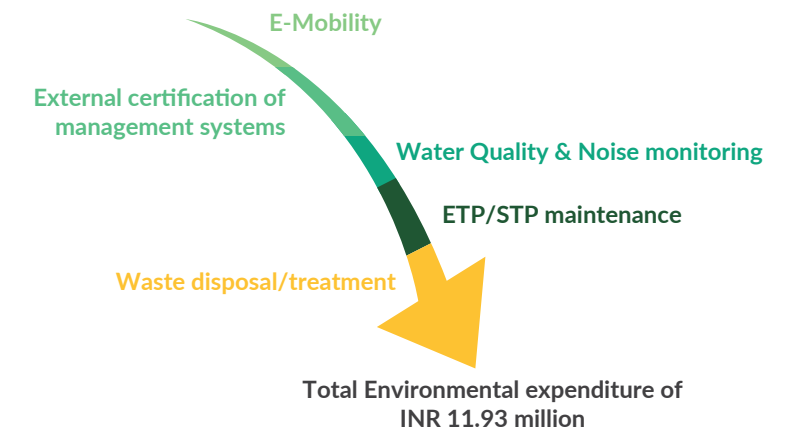 E-Mobility
External certification of
management systems
Water Quality & Noise monitoring
ETP/STP maintenance
Waste disposal/treatment
Total Environmental expenditure of
INR 11.93 million